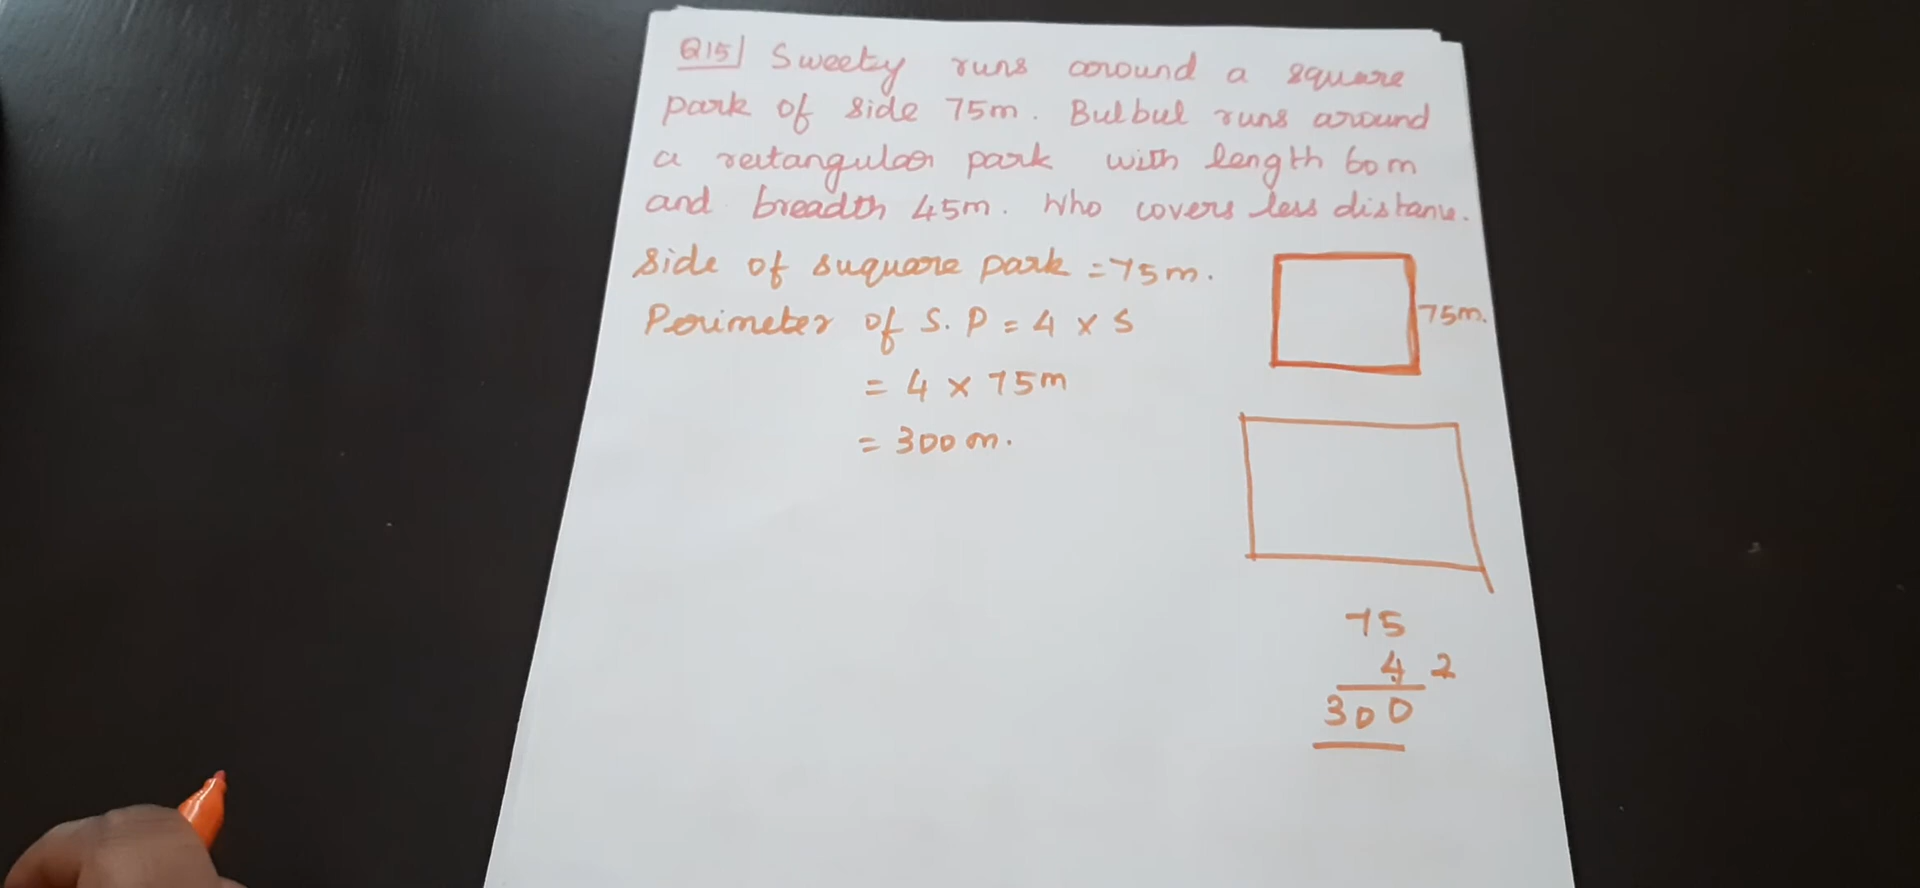 Q15| Sweety runs around a square
park of side 75m. Bulbul runs around
a rectangular park with length 60m
and breadth 45m. Who covers less distance.
Side of suquare park = 75m.
Perimeter of S. P = 4 x S
= 4 x 75m
= 300m.
75m.
75
4 2
300